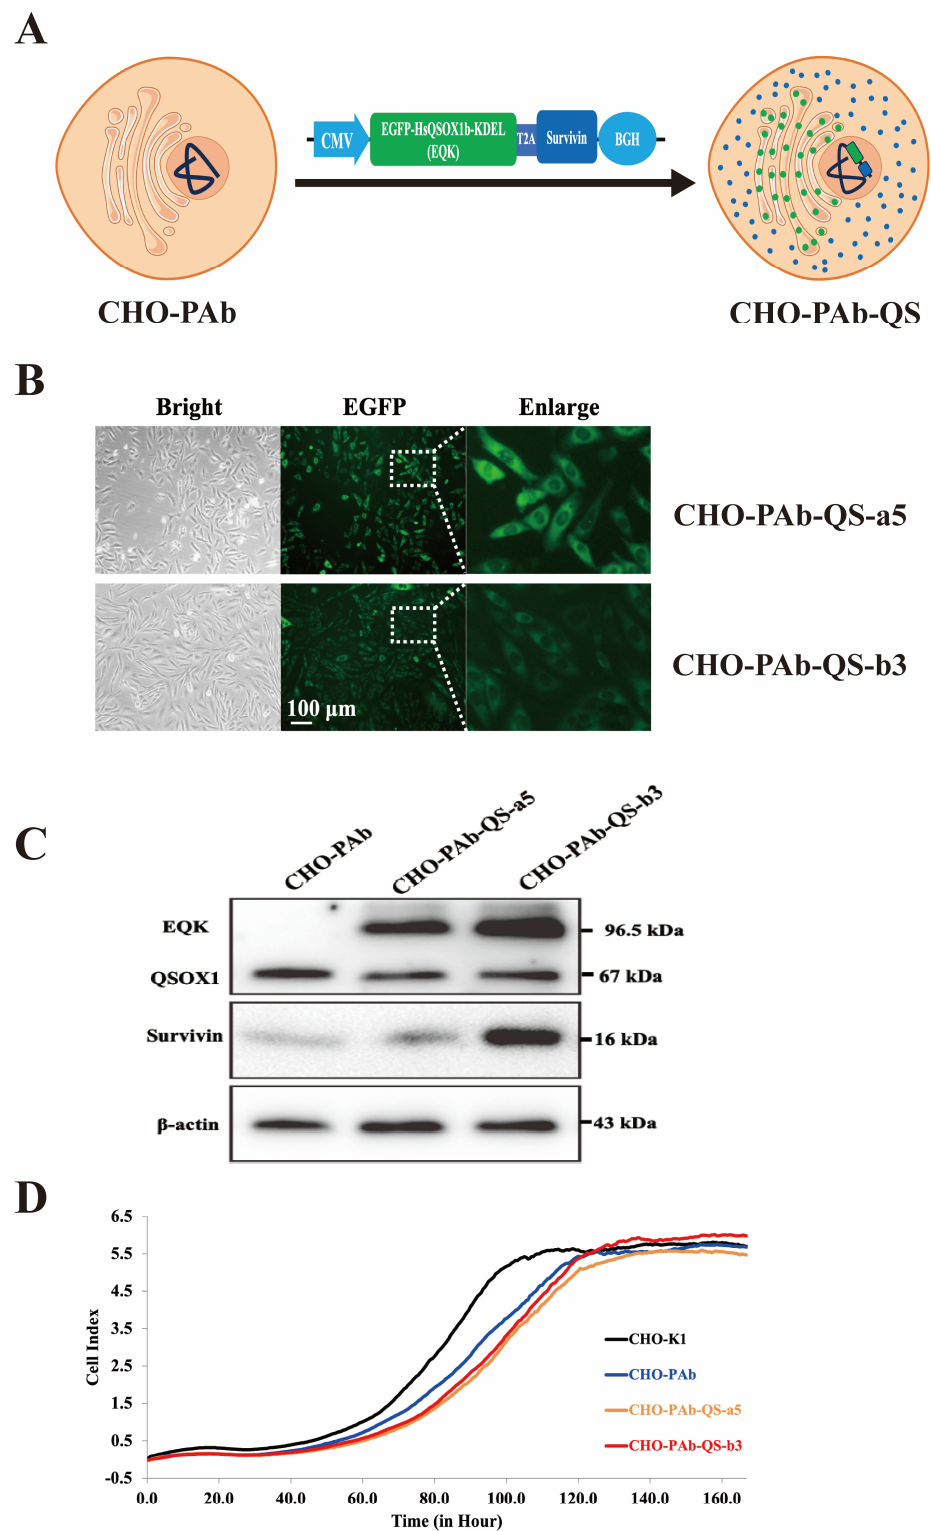 A
CMV
EGFP-HsQSOX1b-KDEL
(EQK)
T2A
Survivin
BGH
CHO-PAb
CHO-PAb-QS
B
Bright
EGFP
Enlarge
CHO-PAb-QS-a5
100 µm
CHO-PAb-QS-b3
C
CHO-PAb
CHO-PAb-QS-a5
CHO-PAb-QS-b3
EQK
96.5 kDa
QSOX1
67 kDa
Survivin
16 kDa
β-actin
43 kDa
D
6.5
5.5
4.5
3.5
2.5
1.5
0.5
-0.5
Cell Index
CHO-K1
CHO-PAb
CHO-PAb-QS-a5
CHO-PAb-QS-b3
0.0 20.0 40.0 60.0 80.0 100.0 120.0 140.0 160.0
Time (in Hour)